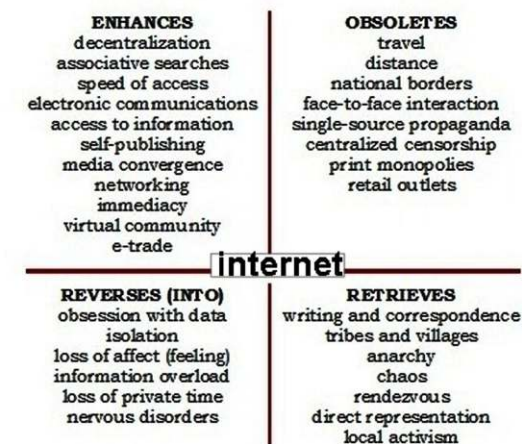 ENHANCES
decentralization
associative searches
speed of access
electronic communications
access to information
self-publishing
media convergence
networking
immediacy
virtual community
e-trade
OBSOLETES
travel
distance
national borders
face-to-face interaction
single-source propaganda
centralized censorship
print monopolies
retail outlets
internet
REVERSES (INTO)
obsession with data
isolation
loss of affect (feeling)
information overload
loss of private time
nervous disorders
RETRIEVES
writing and correspondence
tribes and villages
anarchy
chaos
rendezvous
direct representation
local activism